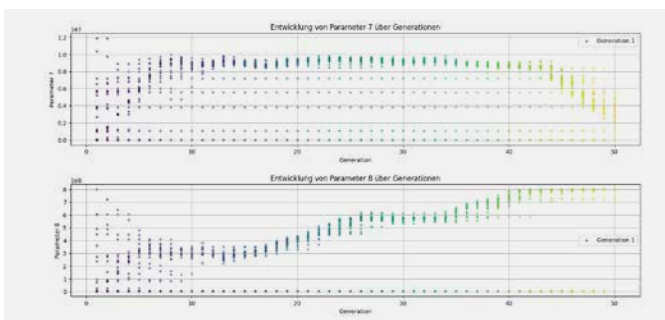 Entwicklung von Parameter 7 über Generationen
1e7
1.2
1.0
0.8
0.6
0.4
0.2
0.0
Parameter 7
Generation 1
0 10 20 30 40 50
Generation
Entwicklung von Parameter 8 über Generationen
1e8
8
7
6
5
4
3
2
1
0
Parameter 8
Generation 1
0 10 20 30 40 50
Generation